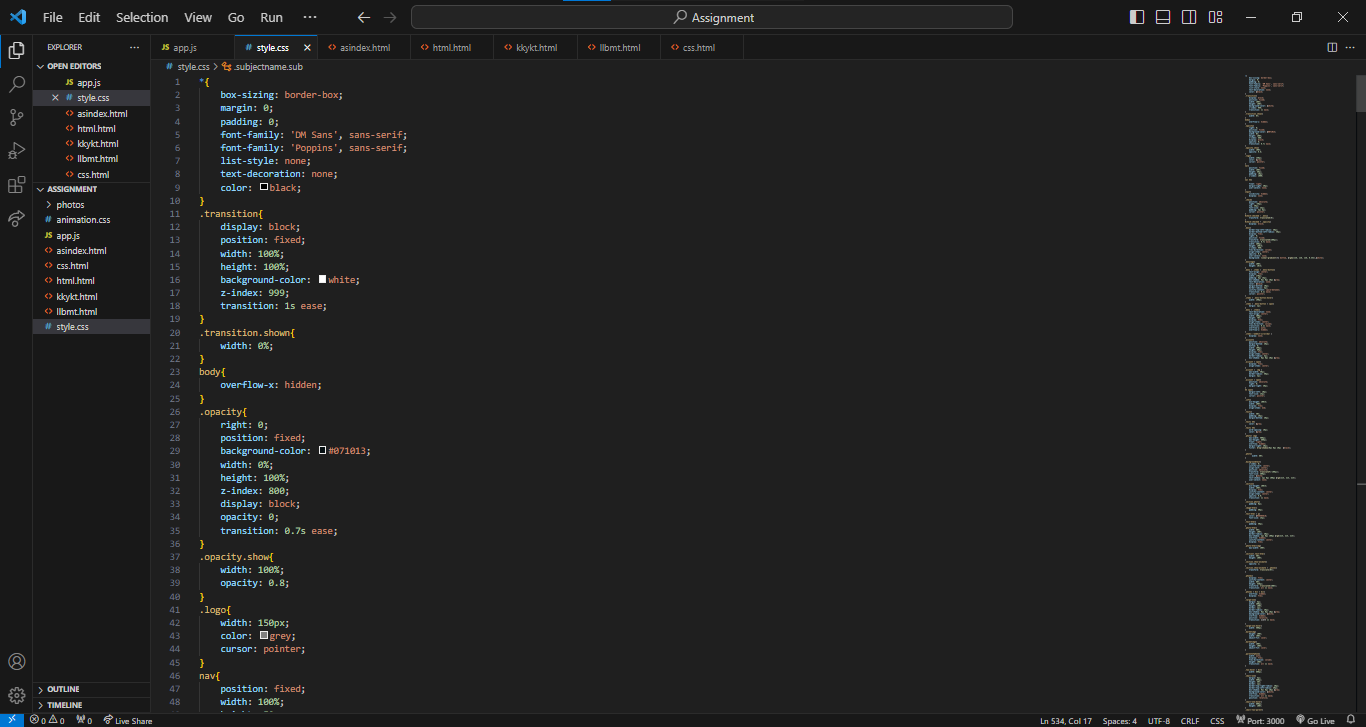 File Edit Selection View Go Run ··· Assignment
EXPLORER ···
OPEN EDITORS
app.js
style.css
asindex.html
html.html
kkykt.html
llbmt.html
css.html
ASSIGNMENT
photos
animation.css
app.js
asindex.html
css.html
html.html
kkykt.html
llbmt.html
style.css
OUTLINE
TIMELINE
app.js style.css asindex.html html.html kkykt.html llbmt.html css.html
# style.css > .subjectname.sub
1 *{
2 box-sizing: border-box;
3 margin: 0;
4 padding: 0;
5 font-family: 'DM Sans', sans-serif;
6 font-family: 'Poppins', sans-serif;
7 list-style: none;
8 text-decoration: none;
9 color: black;
10 }
11 .transition{
12 display: block;
13 position: fixed;
14 width: 100%;
15 height: 100%;
16 background-color: white;
17 z-index: 999;
18 transition: 1s ease;
19 }
20 .transition.shown{
21 width: 0%;
22 }
23 body{
24 overflow-x: hidden;
25 }
26 .opacity{
27 right: 0;
28 position: fixed;
29 background-color: #071013;
30 width: 0%;
31 height: 100%;
32 z-index: 800;
33 display: block;
34 opacity: 0;
35 transition: 0.7s ease;
36 }
37 .opacity.show{
38 width: 100%;
39 opacity: 0.8;
40 }
41 .logo{
42 width: 150px;
43 color: grey;
44 cursor: pointer;
45 }
46 nav{
47 position: fixed;
48 width: 100%;
0 0 0 Live Share Ln 534, Col 17 Spaces: 4 UTF-8 CRLF CSS Port: 3000 Go Live